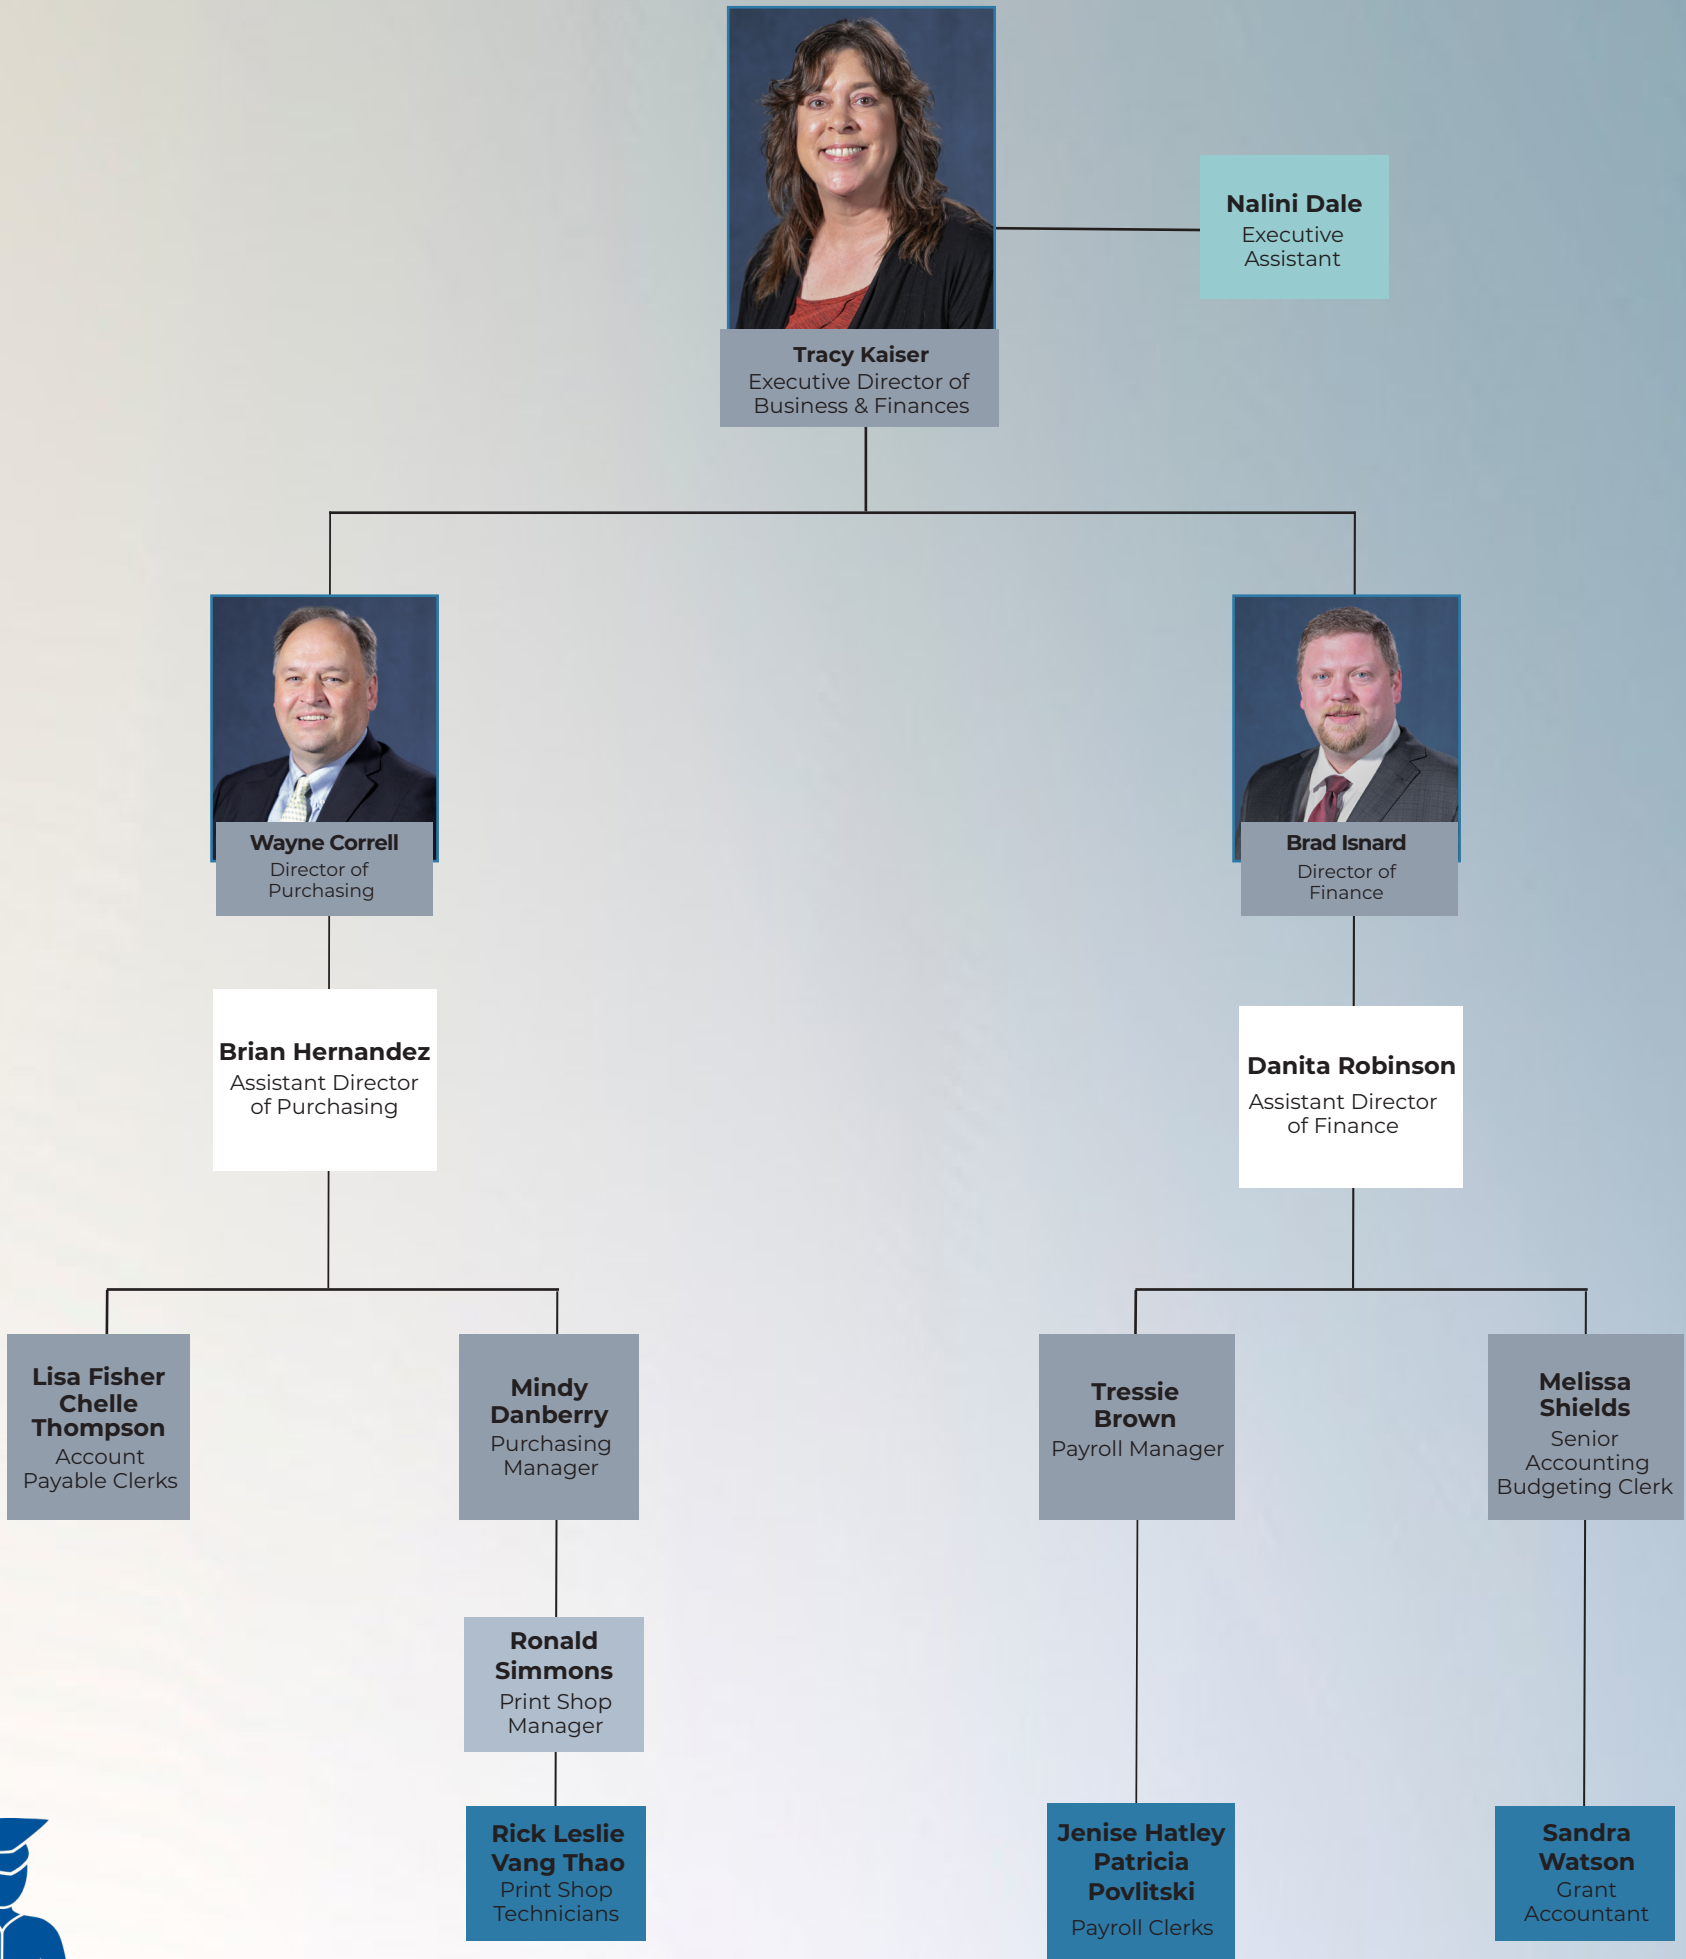 Nalini Dale
Executive
Assistant
Tracy Kaiser
Executive Director of
Business & Finances
Wayne Correll
Director of
Purchasing
Brad Isnard
Director of
Finance
Brian Hernandez
Assistant Director
of Purchasing
Danita Robinson
Assistant Director
of Finance
Lisa Fisher
Chelle
Thompson
Account
Payable Clerks
Mindy
Danberry
Purchasing
Manager
Tressie
Brown
Payroll Manager
Melissa
Shields
Senior
Accounting
Budgeting Clerk
Ronald
Simmons
Print Shop
Manager
Rick Leslie
Vang Thao
Print Shop
Technicians
Jenise Hatley
Patricia
Povlitski
Payroll Clerks
Sandra
Watson
Grant
Accountant